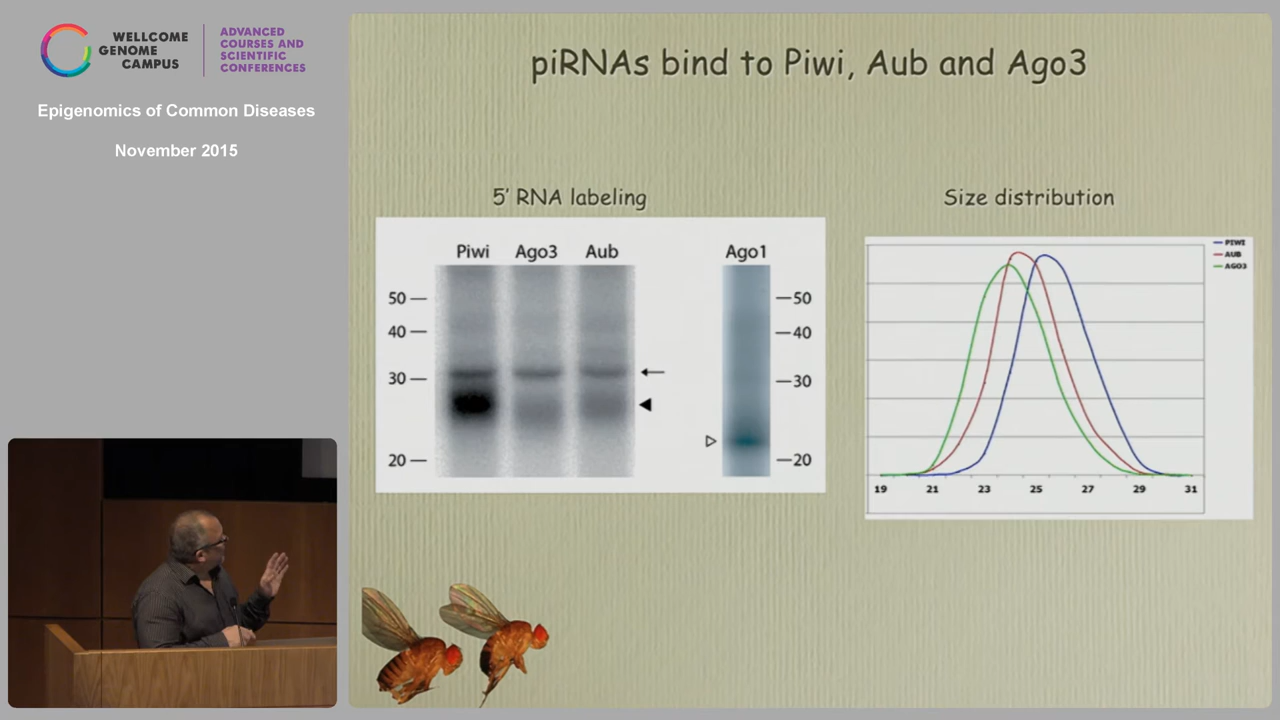 WELLCOME
GENOME
CAMPUS
ADVANCED
COURSES AND
SCIENTIFIC
CONFERENCES
Epigenomics of Common Diseases
November 2015
piRNAs bind to Piwi, Aub and Ago3
5' RNA labeling
Size distribution
Piwi Ago3 Aub Ago1
50 50
40 40
30 30
20 20
PIWI
AUB
AGO3
19 21 23 25 27 29 31